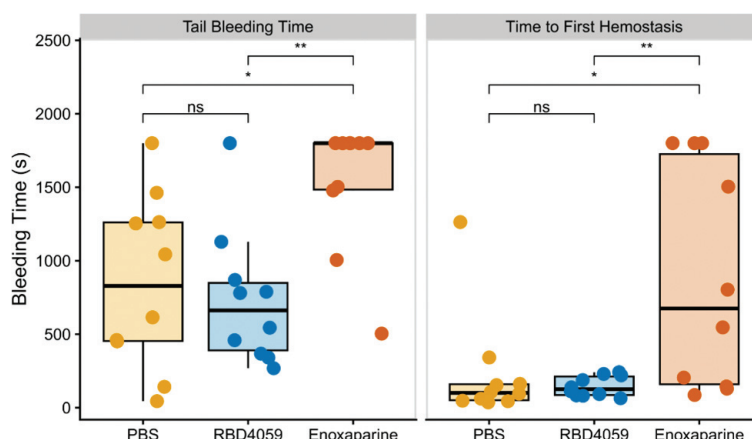 Tail Bleeding Time
Time to First Hemostasis
Bleeding Time (s)
2500
2000
1500
1000
500
0
**
*
ns
**
*
ns
PBS
RBD4059
Enoxaparine
PBS
RBD4059
Enoxaparine